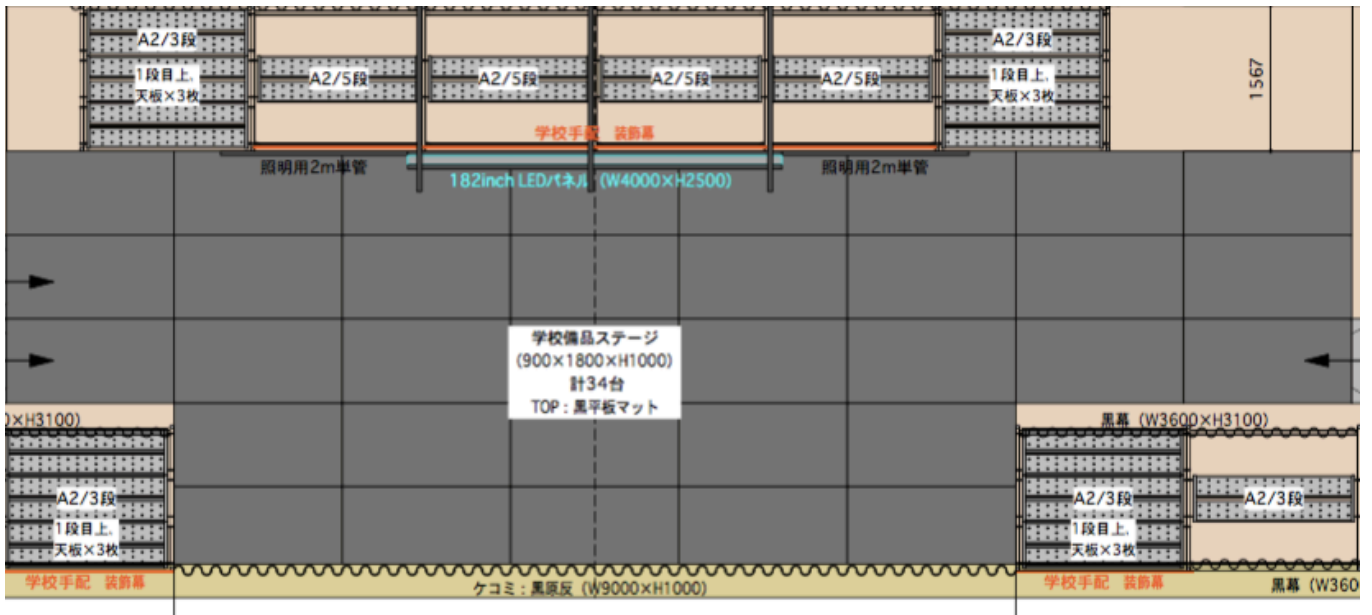 A2/3段
1段目上、
天板×3枚
A2/5段
A2/5段
A2/5段
A2/5段
A2/3段
1段目上、
天板×3枚
1567
学校手配 装飾幕
照明用2m単管
182inch LEDパネル (W4000×H2500)
照明用2m単管
学校備品ステージ
(900×1800×H1000)
計34台
TOP:黒平板マット
×H3100)
黒幕 (W3600×H3100)
A2/3段
1段目上、
天板×3枚
A2/3段
1段目上、
天板×3枚
A2/3段
学校手配 装飾幕
ケコミ:黒原反 (W9000×H1000)
学校手配 装飾幕
黒幕 (W360